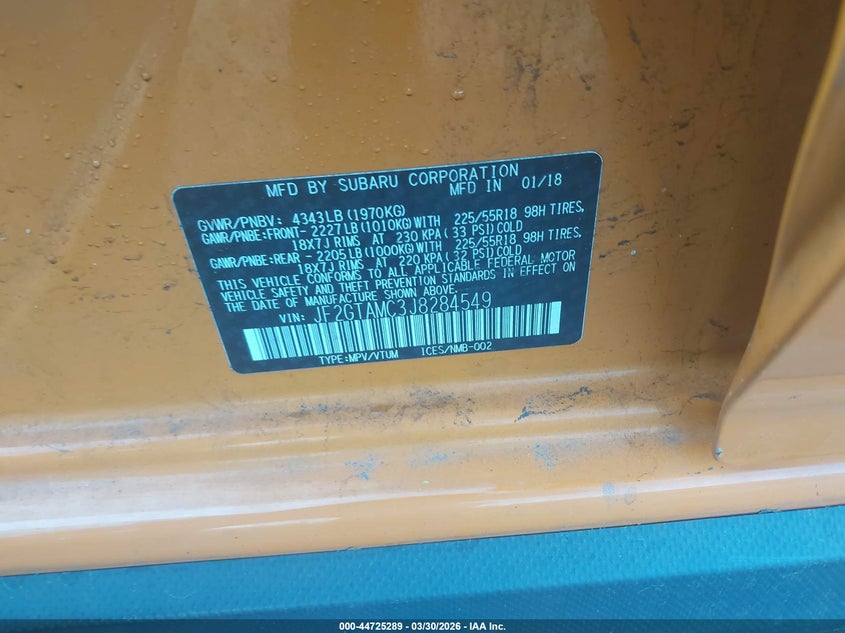 MFD BY SUBARU CORPORATION
MFD IN 01/18
GVWR/PNBV: 4343LB(1970KG)
GAWR/PNBE:FRONT- 2227LB(1010KG)WITH 225/55R18 98H TIRES,
18X7J RIMS AT 230 KPA(33 PSI)COLD
GAWR/PNBE:REAR - 2205LB(1000KG)WITH 225/55R18 98H TIRES,
18X7J RIMS AT 220 KPA(32 PSI)COLD
THIS VEHICLE CONFORMS TO ALL APPLICABLE FEDERAL MOTOR
VEHICLE SAFETY AND THEFT PREVENTION STANDARDS IN EFFECT ON
THE DATE OF MANUFACTURE SHOWN ABOVE.
VIN: JF2GTAMC3J8284549
TYPE:MPV/VTUM ICES/NMB-002
000-44725289 - 03/30/2026 - IAA Inc.